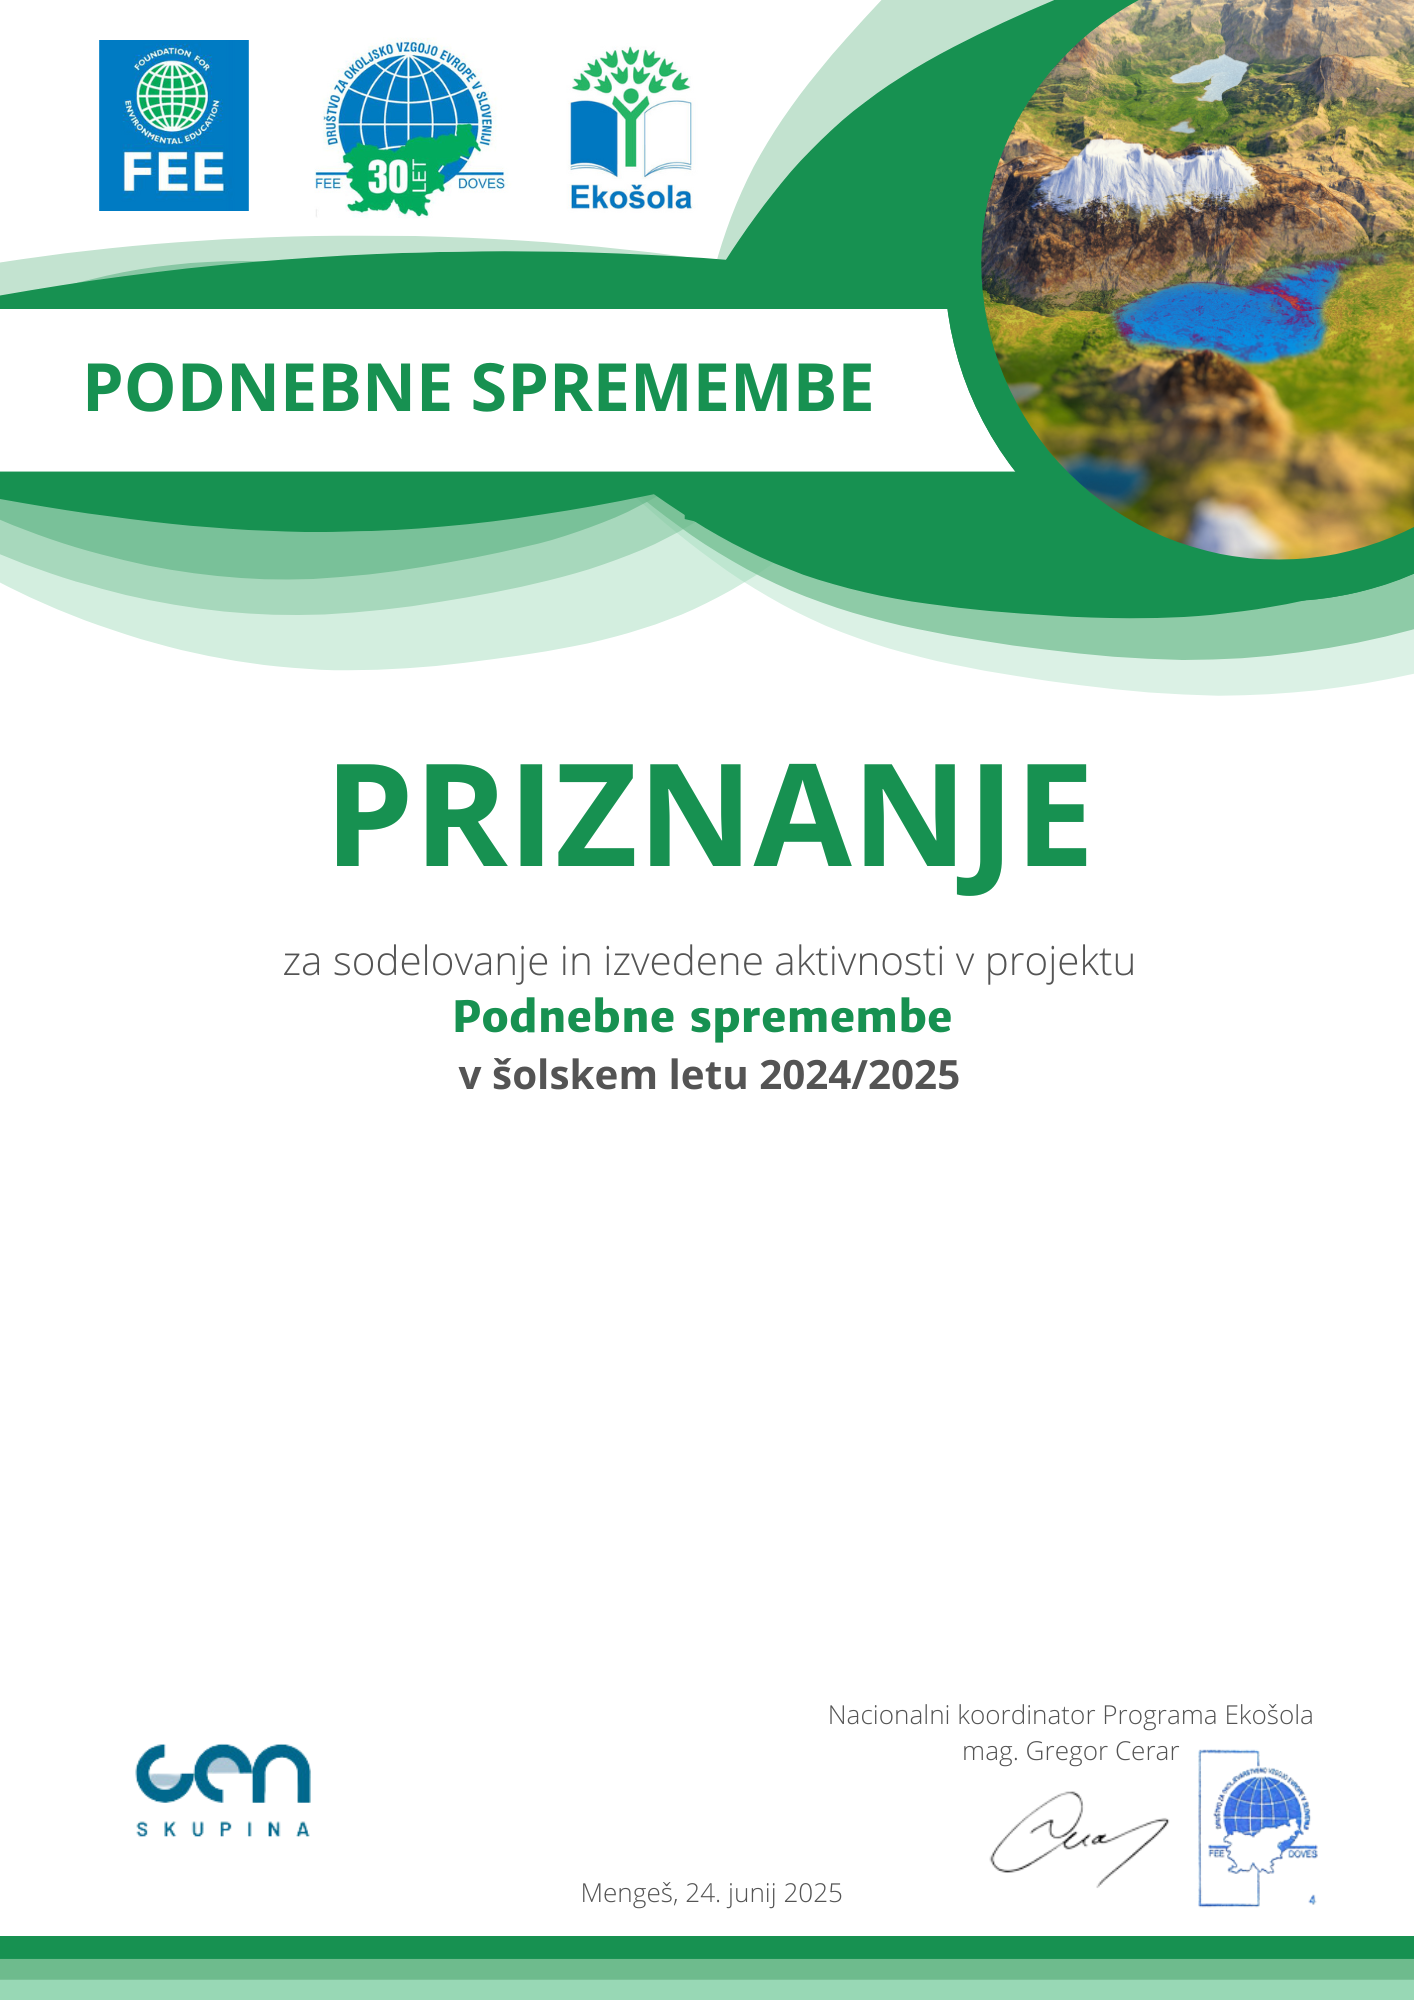 FOUNDATION FOR
ENVIRONMENTAL EDUCATION
FEE
DRUŠTVO ZA OKOLJSKO VZGOJO EVROPE V SLOVENIJI
FEE 30 LET DOVES
Ekošola
PODNEBNE SPREMEMBE
PRIZNANJE
za sodelovanje in izvedene aktivnosti v projektu
Podnebne spremembe
v šolskem letu 2024/2025
Nacionalni koordinator Programa Ekošola
mag. Gregor Cerar
gen
SKUPINA
FEE DOVES
4
Mengeš, 24. junij 2025